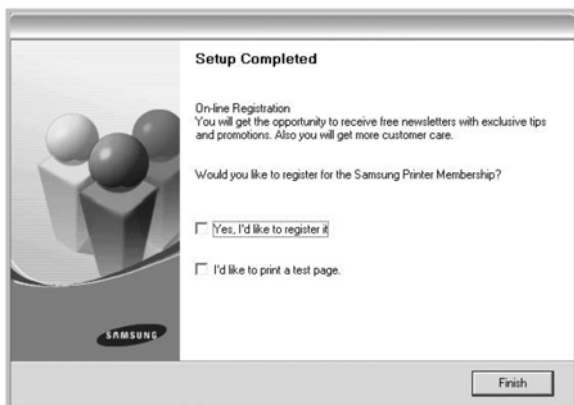 Setup Completed
On-line Registration
You will get the opportunity to receive free newsletters with exclusive tips
and promotions. Also you will get more customer care.
Would you like to register for the Samsung Printer Membership?
Yes, I'd like to register it
I'd like to print a test page.
SAMSUNG
Finish